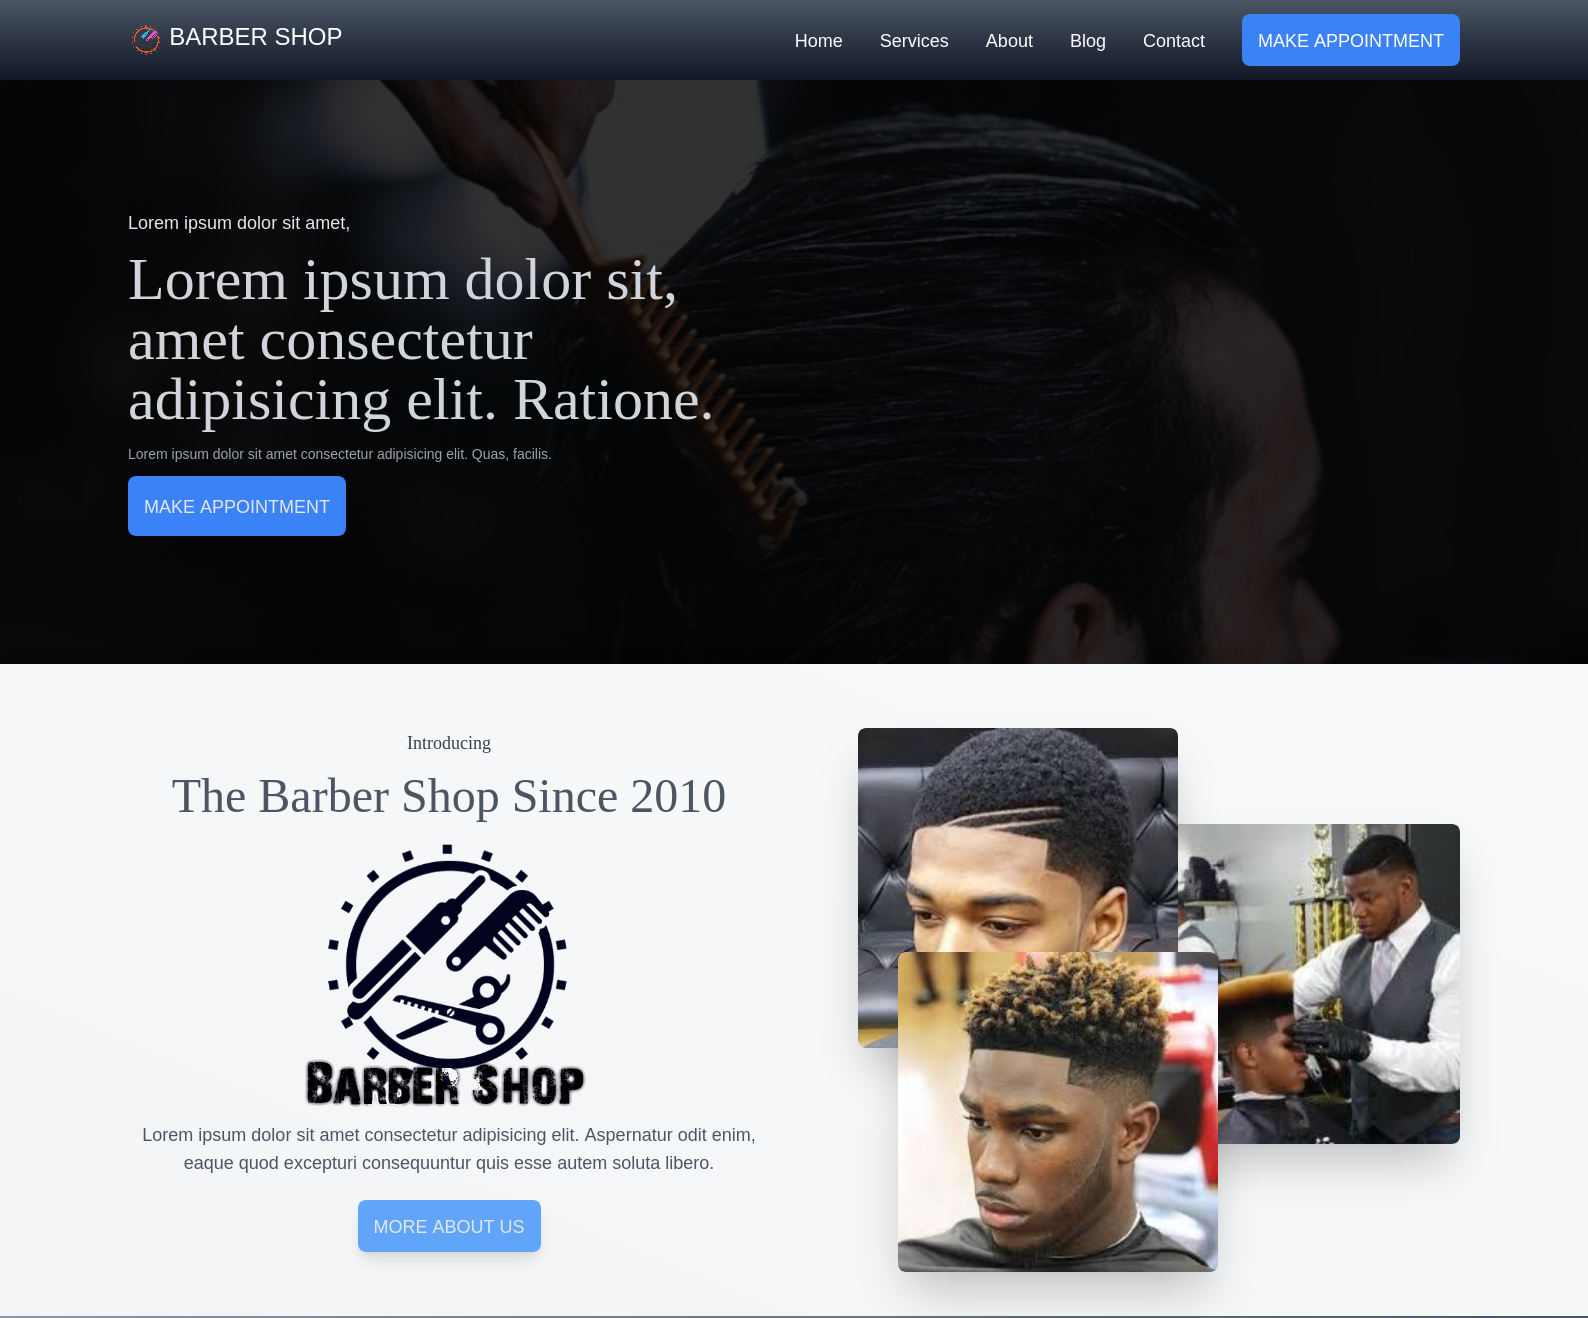 BARBER SHOP
Home
Services
About
Blog
Contact
MAKE APPOINTMENT
Lorem ipsum dolor sit amet,
Lorem ipsum dolor sit,
amet consectetur
adipisicing elit. Ratione.
Lorem ipsum dolor sit amet consectetur adipisicing elit. Quas, facilis.
MAKE APPOINTMENT
Introducing
The Barber Shop Since 2010
BARBER SHOP
Lorem ipsum dolor sit amet consectetur adipisicing elit. Aspernatur odit enim,
eaque quod excepturi consequuntur quis esse autem soluta libero.
MORE ABOUT US